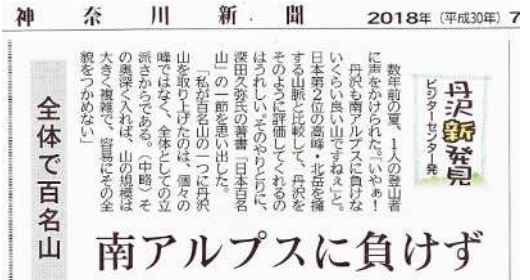 神奈川新聞
2018年(平成30年)7
丹沢新発見
ビジターセンター発
南アルプスに負けず
全体で百名山
数年前の夏、1人の登山者
に声をかけられた。「いやぁ!
丹沢も南アルプスに負けな
いくらい良い山ですねぇ」と。
日本第2位の高峰・北岳を擁
する山脈と比較して、丹沢を
そのように評価してくれるの
はうれしい。そのやりとりに、
深田久弥氏の著書「日本百名
山」の一節を思い出した。
「私が百名山の一つに丹沢
山を取り上げたのは、個々の
峰ではなく、全体としての立
派さからである。(中略)そ
の奥深く入れば、山の規模は
大きく複雑で、容易にその全
貌をつかめない」